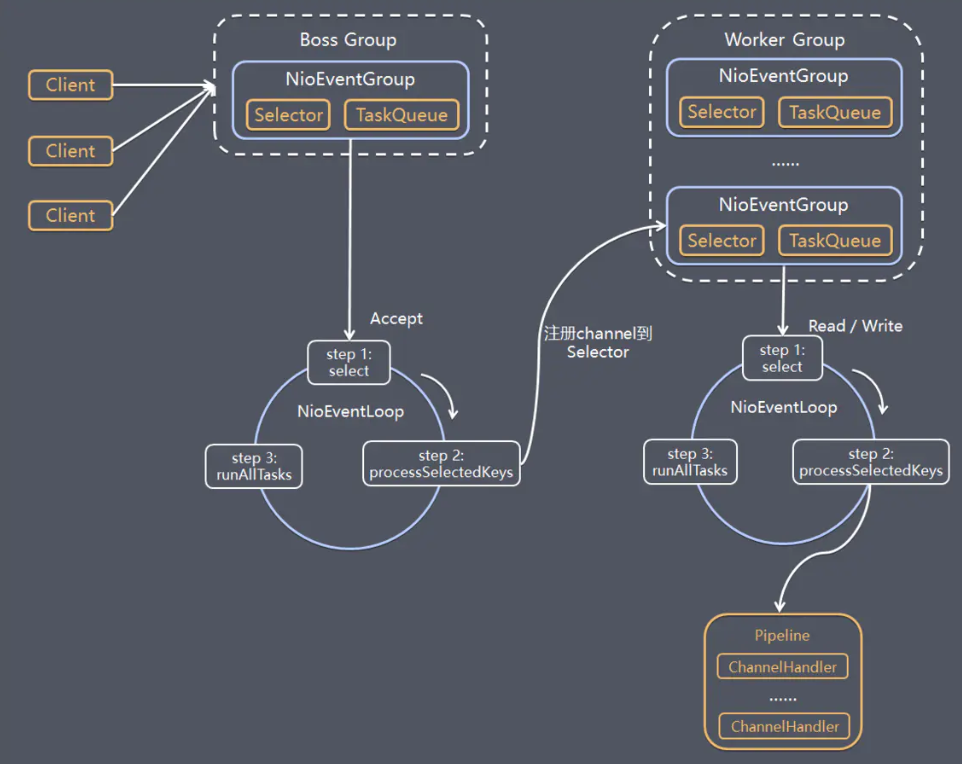 Boss Group
NioEventGroup
Selector
TaskQueue
Client
Client
Client
Accept
step 1:
select
NioEventLoop
step 2:
processSelectedKeys
step 3:
runAllTasks
注册channel到
Selector
Worker Group
NioEventGroup
Selector
TaskQueue
......
NioEventGroup
Selector
TaskQueue
Read / Write
step 1:
select
NioEventLoop
step 2:
processSelectedKeys
step 3:
runAllTasks
Pipeline
ChannelHandler
......
ChannelHandler